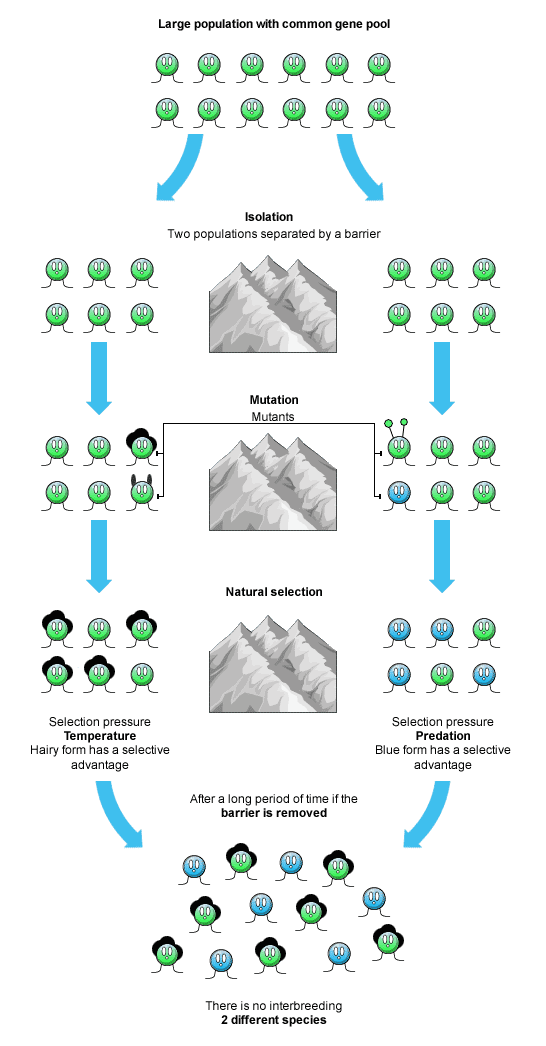 Large population with common gene pool
Isolation
Two populations separated by a barrier
Mutation
Mutants
Natural selection
Selection pressure
Temperature
Hairy form has a selective
advantage
Selection pressure
Predation
Blue form has a selective
advantage
After a long period of time if the
barrier is removed
There is no interbreeding
2 different species